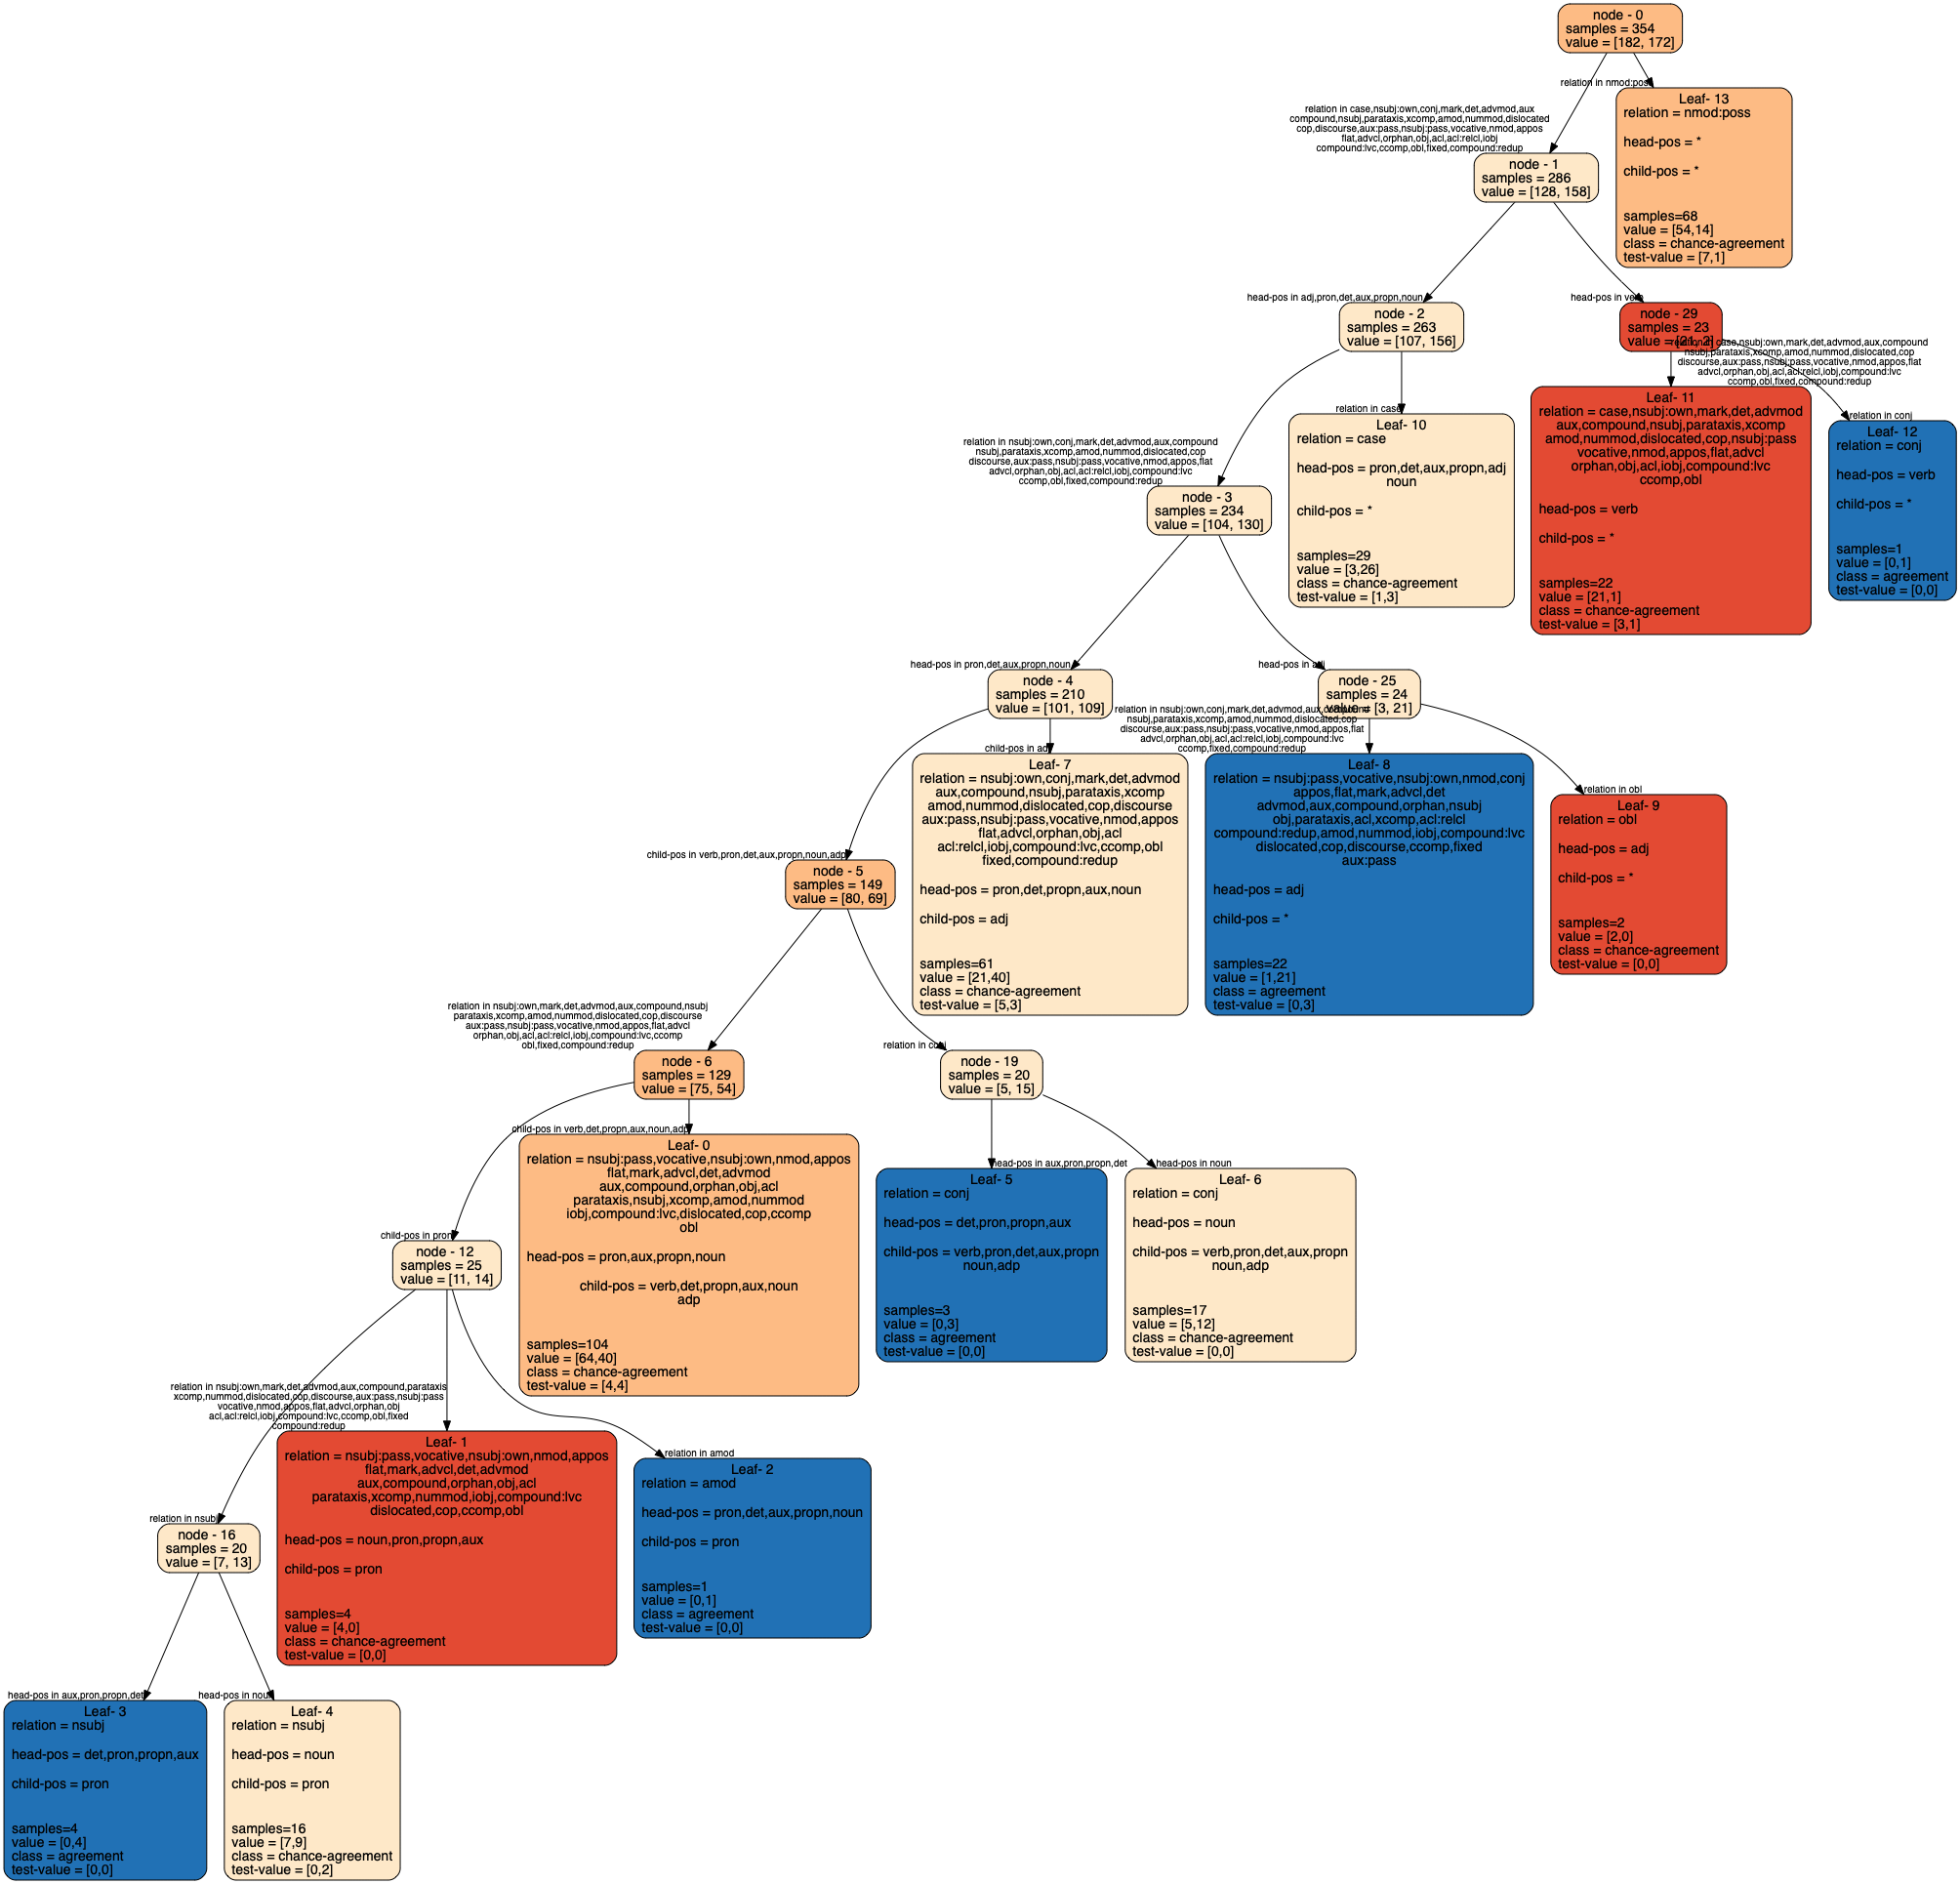 node - 0
samples = 354
value = [182, 172]
relation in nmod:poss
Leaf- 13
relation = nmod:poss
head-pos = *
child-pos = *
samples=68
value = [54,14]
class = chance-agreement
test-value = [7,1]
relation in case,nsubj:own,conj,mark,det,advmod,aux
compound,nsubj,parataxis,xcomp,amod,nummod,dislocated
cop,discourse,aux:pass,nsubj:pass,vocative,nmod,appos
flat,advcl,orphan,obj,acl,acl:relcl,iobj
compound:lvc,ccomp,obl,fixed,compound:redup
node - 1
samples = 286
value = [128, 158]
head-pos in adj,pron,det,aux,propn,noun
node - 2
samples = 263
value = [107, 156]
head-pos in verb
node - 29
samples = 23
value = [21, 2]
relation in case,nsubj:own,mark,det,advmod,aux,compound
nsubj,parataxis,xcomp,amod,nummod,dislocated,cop
discourse,aux:pass,nsubj:pass,vocative,nmod,appos,flat
advcl,orphan,obj,acl,acl:relcl,iobj,compound:lvc
ccomp,obl,fixed,compound:redup
Leaf- 11
relation = case,nsubj:own,mark,det,advmod
aux,compound,nsubj,parataxis,xcomp
amod,nummod,dislocated,cop,nsubj:pass
vocative,nmod,appos,flat,advcl
orphan,obj,acl,iobj,compound:lvc
ccomp,obl
head-pos = verb
child-pos = *
samples=22
value = [21,1]
class = chance-agreement
test-value = [3,1]
relation in conj
Leaf- 12
relation = conj
head-pos = verb
child-pos = *
samples=1
value = [0,1]
class = agreement
test-value = [0,0]
relation in case
Leaf- 10
relation = case
head-pos = pron,det,aux,propn,adj
noun
child-pos = *
samples=29
value = [3,26]
class = chance-agreement
test-value = [1,3]
relation in nsubj:own,conj,mark,det,advmod,aux,compound
nsubj,parataxis,xcomp,amod,nummod,dislocated,cop
discourse,aux:pass,nsubj:pass,vocative,nmod,appos,flat
advcl,orphan,obj,acl,acl:relcl,iobj,compound:lvc
ccomp,obl,fixed,compound:redup
node - 3
samples = 234
value = [104, 130]
head-pos in pron,det,aux,propn,noun
node - 4
samples = 210
value = [101, 109]
head-pos in adj
node - 25
samples = 24
value = [3, 21]
relation in nsubj:own,conj,mark,det,advmod,aux,compound
nsubj,parataxis,xcomp,amod,nummod,dislocated,cop
discourse,aux:pass,nsubj:pass,vocative,nmod,appos,flat
advcl,orphan,obj,acl,acl:relcl,iobj,compound:lvc
ccomp,fixed,compound:redup
child-pos in adj
Leaf- 7
relation = nsubj:own,conj,mark,det,advmod
aux,compound,nsubj,parataxis,xcomp
amod,nummod,dislocated,cop,discourse
aux:pass,nsubj:pass,vocative,nmod,appos
flat,advcl,orphan,obj,acl
acl:relcl,iobj,compound:lvc,ccomp,obl
fixed,compound:redup
head-pos = pron,det,propn,aux,noun
child-pos = adj
samples=61
value = [21,40]
class = chance-agreement
test-value = [5,3]
Leaf- 8
relation = nsubj:pass,vocative,nsubj:own,nmod,conj
appos,flat,mark,advcl,det
advmod,aux,compound,orphan,nsubj
obj,parataxis,acl,xcomp,acl:relcl
compound:redup,amod,nummod,iobj,compound:lvc
dislocated,cop,discourse,ccomp,fixed
aux:pass
head-pos = adj
child-pos = *
samples=22
value = [1,21]
class = agreement
test-value = [0,3]
relation in obl
Leaf- 9
relation = obl
head-pos = adj
child-pos = *
samples=2
value = [2,0]
class = chance-agreement
test-value = [0,0]
child-pos in verb,pron,det,aux,propn,noun,adp
node - 5
samples = 149
value = [80, 69]
relation in nsubj:own,mark,det,advmod,aux,compound,nsubj
parataxis,xcomp,amod,nummod,dislocated,cop,discourse
aux:pass,nsubj:pass,vocative,nmod,appos,flat,advcl
orphan,obj,acl,acl:relcl,iobj,compound:lvc,ccomp
obl,fixed,compound:redup
node - 6
samples = 129
value = [75, 54]
relation in conj
node - 19
samples = 20
value = [5, 15]
child-pos in verb,det,propn,aux,noun,adp
Leaf- 0
relation = nsubj:pass,vocative,nsubj:own,nmod,appos
flat,mark,advcl,det,advmod
aux,compound,orphan,obj,acl
parataxis,nsubj,xcomp,amod,nummod
iobj,compound:lvc,dislocated,cop,ccomp
obl
head-pos = pron,aux,propn,noun
child-pos = verb,det,propn,aux,noun
adp
samples=104
value = [64,40]
class = chance-agreement
test-value = [4,4]
head-pos in aux,pron,propn,det
Leaf- 5
relation = conj
head-pos = det,pron,propn,aux
child-pos = verb,pron,det,aux,propn
noun,adp
samples=3
value = [0,3]
class = agreement
test-value = [0,0]
head-pos in noun
Leaf- 6
relation = conj
head-pos = noun
child-pos = verb,pron,det,aux,propn
noun,adp
samples=17
value = [5,12]
class = chance-agreement
test-value = [0,0]
child-pos in pron
node - 12
samples = 25
value = [11, 14]
relation in nsubj:own,mark,det,advmod,aux,compound,parataxis
xcomp,nummod,dislocated,cop,discourse,aux:pass,nsubj:pass
vocative,nmod,appos,flat,advcl,orphan,obj
acl,acl:relcl,iobj,compound:lvc,ccomp,obl,fixed
compound:redup
Leaf- 1
relation = nsubj:pass,vocative,nsubj:own,nmod,appos
flat,mark,advcl,det,advmod
aux,compound,orphan,obj,acl
parataxis,xcomp,nummod,iobj,compound:lvc
dislocated,cop,ccomp,obl
head-pos = noun,pron,propn,aux
child-pos = pron
samples=4
value = [4,0]
class = chance-agreement
test-value = [0,0]
relation in amod
Leaf- 2
relation = amod
head-pos = pron,det,aux,propn,noun
child-pos = pron
samples=1
value = [0,1]
class = agreement
test-value = [0,0]
relation in nsubj
node - 16
samples = 20
value = [7, 13]
head-pos in aux,pron,propn,det
Leaf- 3
relation = nsubj
head-pos = det,pron,propn,aux
child-pos = pron
samples=4
value = [0,4]
class = agreement
test-value = [0,0]
head-pos in noun
Leaf- 4
relation = nsubj
head-pos = noun
child-pos = pron
samples=16
value = [7,9]
class = chance-agreement
test-value = [0,2]